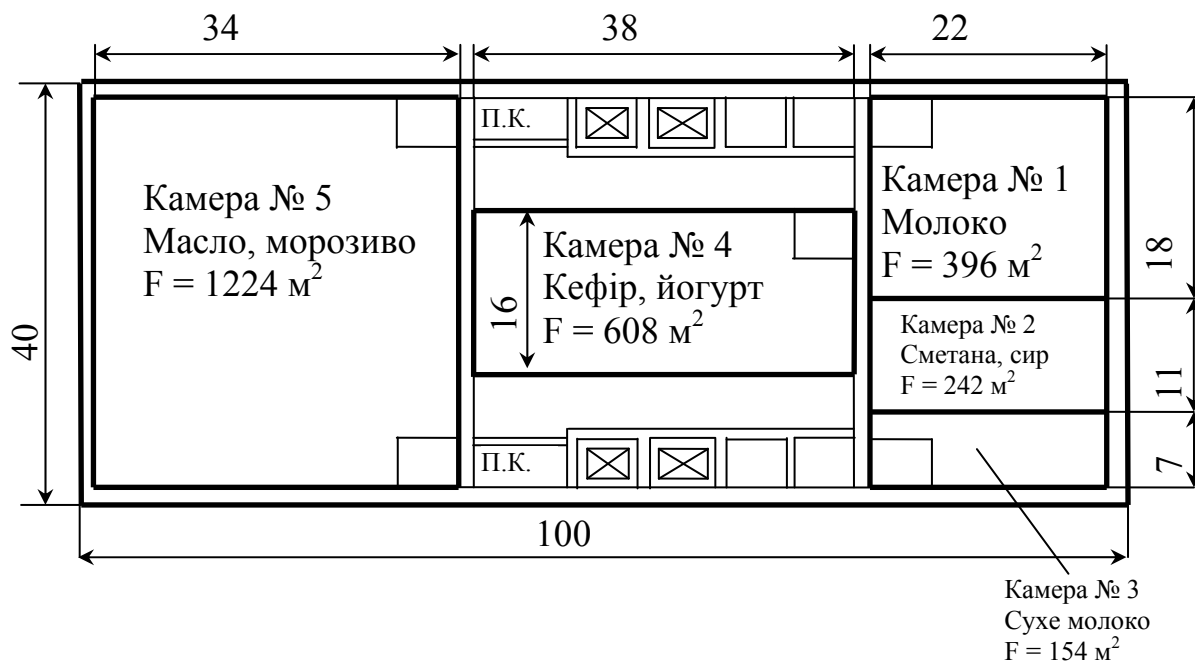 34
38
22
П.К.
Камера № 5
Масло, морозиво
F = 1224 м²
Камера № 4
Кефір, йогурт
F = 608 м²
16
Камера № 1
Молоко
F = 396 м²
18
Камера № 2
Сметана, сир
F = 242 м²
11
40
П.К.
7
100
Камера № 3
Сухе молоко
F = 154 м²